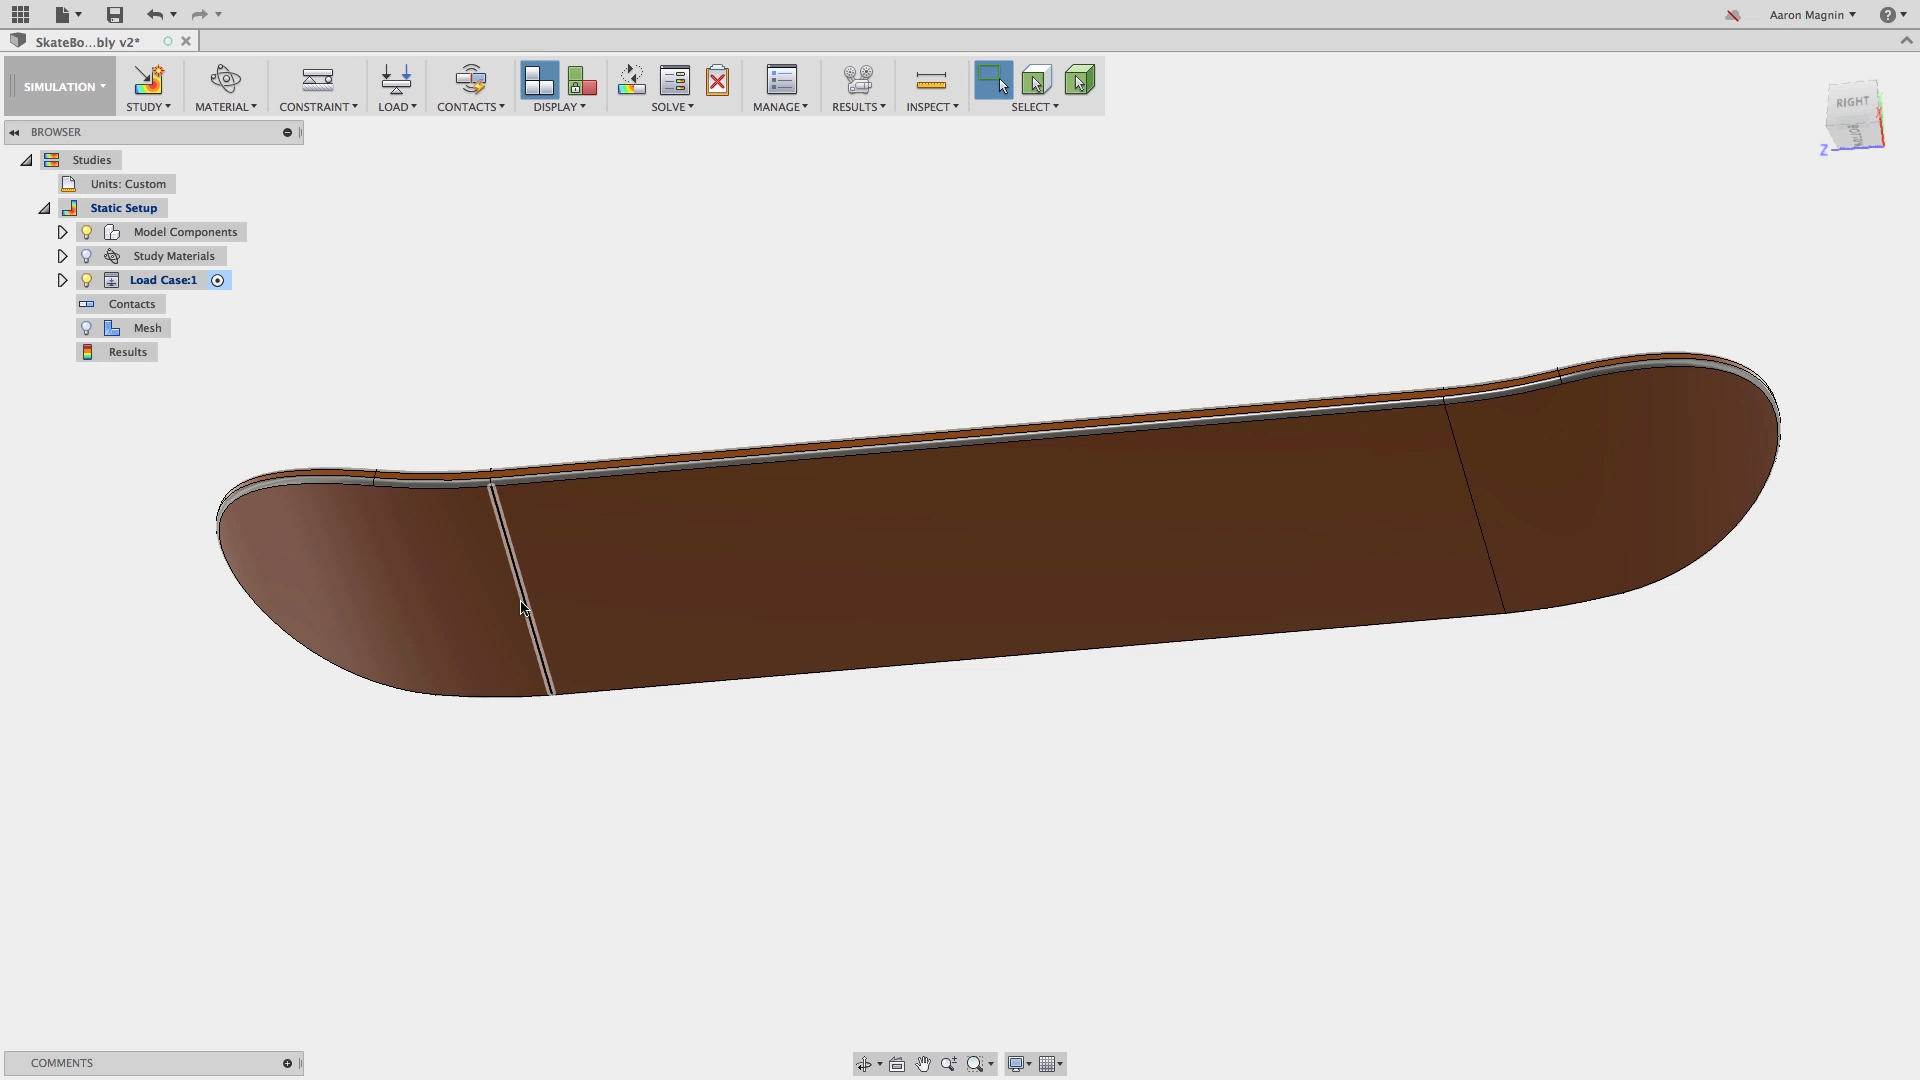 Aaron Magnin
SkateBo...bly v2*
SIMULATION
STUDY
MATERIAL
CONSTRAINT
LOAD
CONTACTS
DISPLAY
SOLVE
MANAGE
RESULTS
INSPECT
SELECT
RIGHT
BOTTOM
Z
BROWSER
Studies
Units: Custom
Static Setup
Model Components
Study Materials
Load Case:1
Contacts
Mesh
Results
COMMENTS